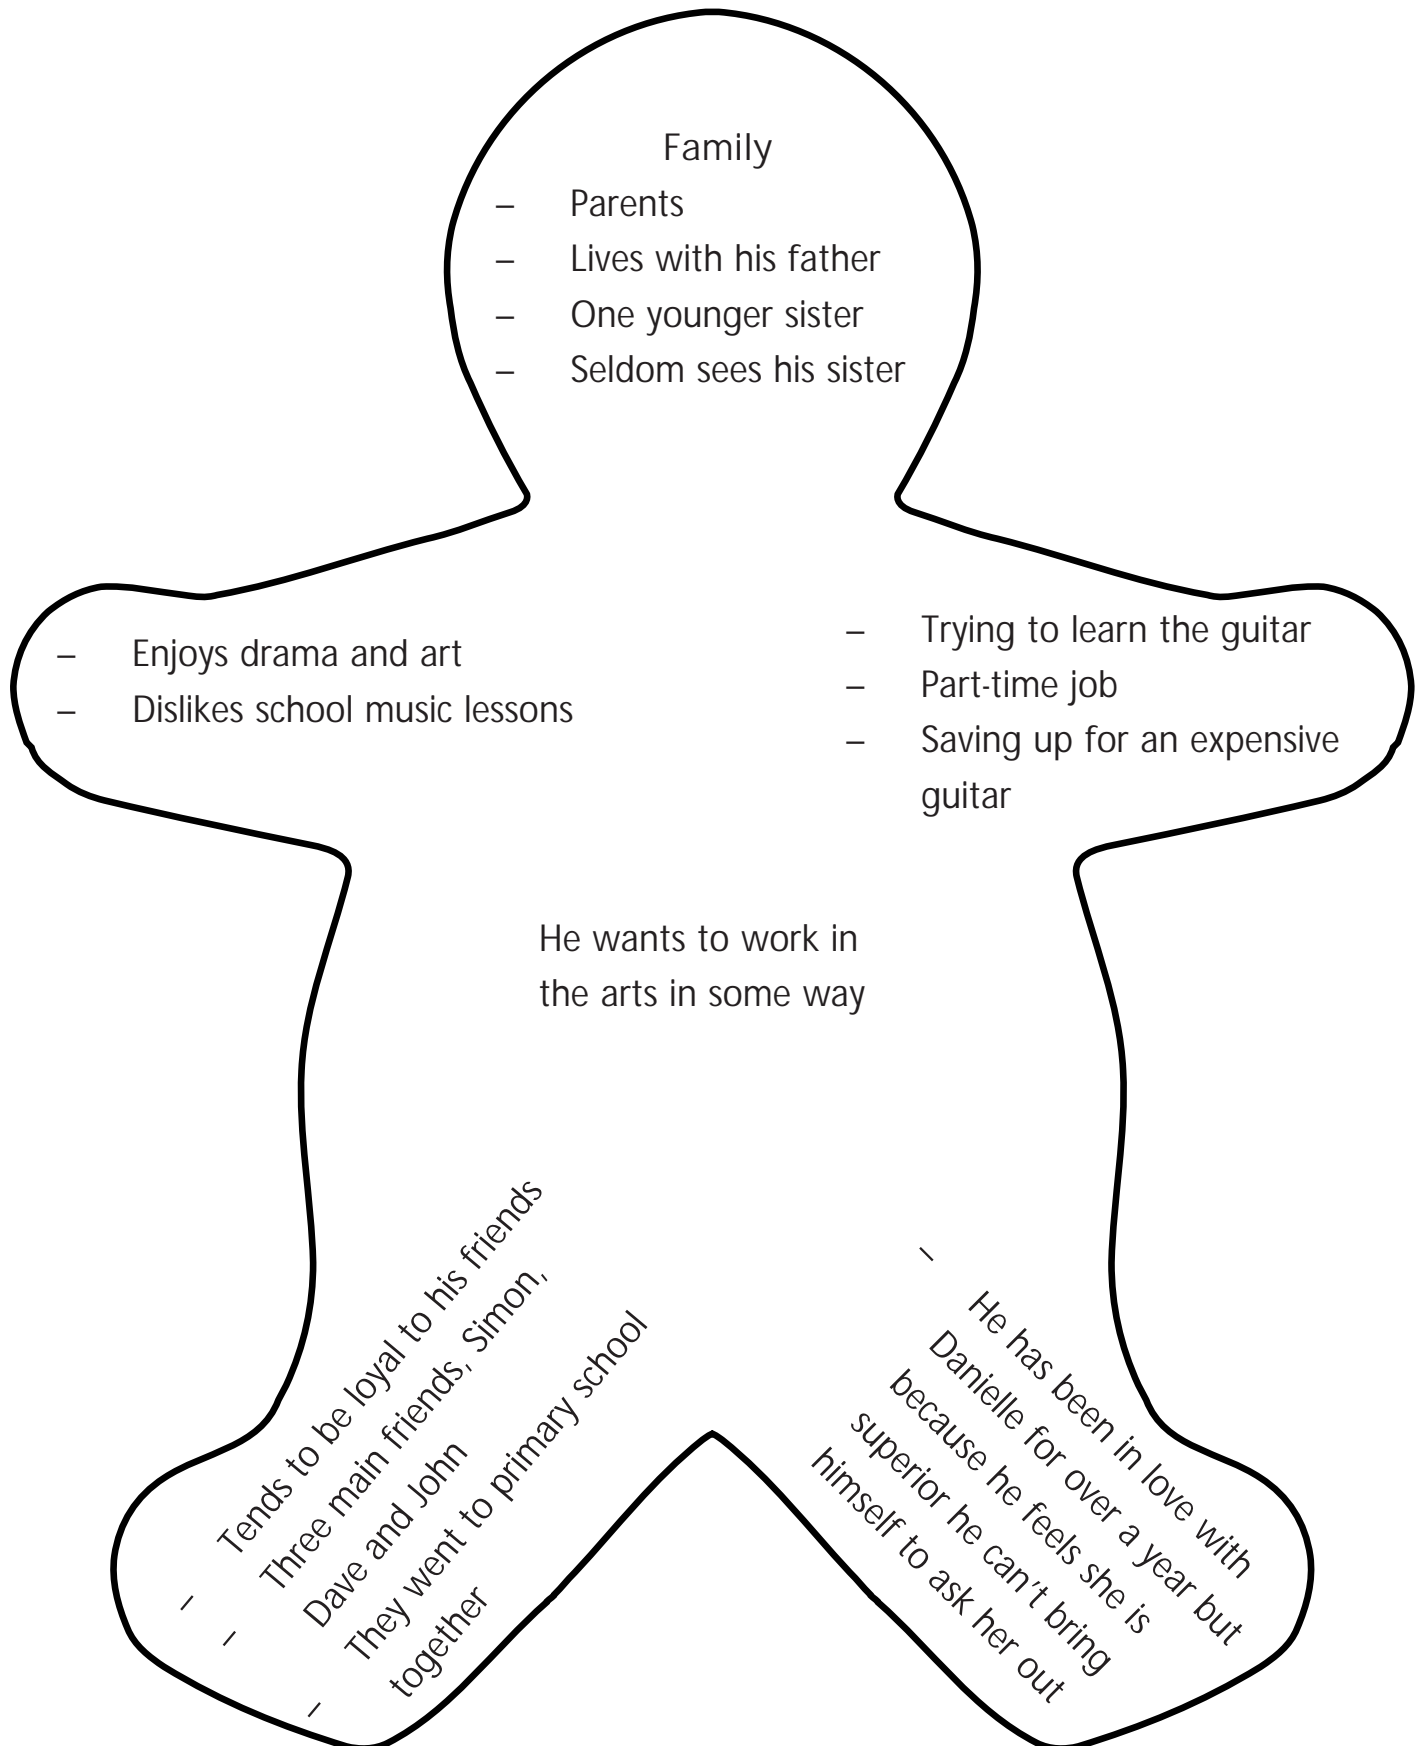 Family
– Parents
– Lives with his father
– One younger sister
– Seldom sees his sister
– Enjoys drama and art
– Dislikes school music lessons
– Trying to learn the guitar
– Part-time job
– Saving up for an expensive
guitar
He wants to work in
the arts in some way
– Tends to be loyal to his friends
– Three main friends, Simon,
Dave and John
– They went to primary school
together
– He has been in love with
Danielle for over a year but
because he feels she is
superior he can't bring
himself to ask her out